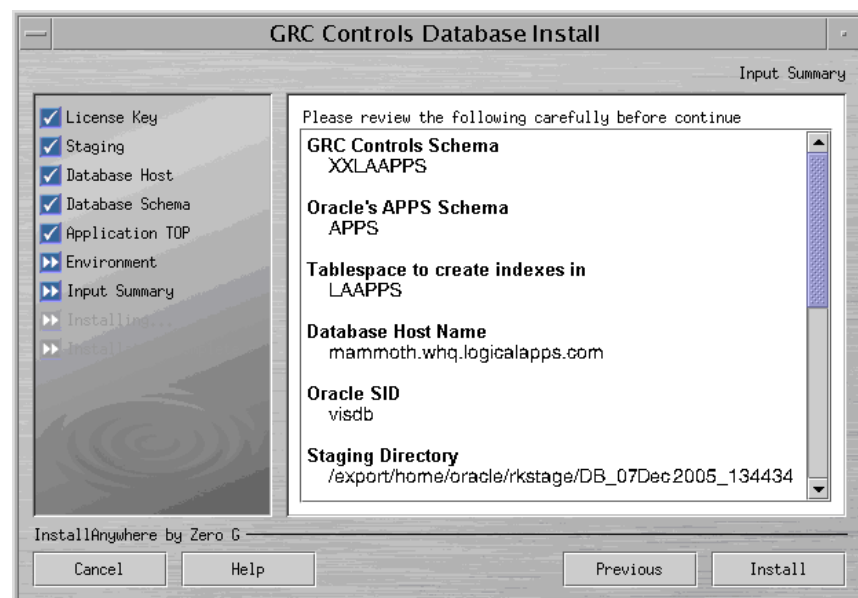 GRC Controls Database Install
Input Summary
License Key
Staging
Database Host
Database Schema
Application TOP
Environment
Input Summary
Installing...
Please review the following carefully before continue
GRC Controls Schema
XXLAAPPS
Oracle's APPS Schema
APPS
Tablespace to create indexes in
LAAPPS
Database Host Name
mammoth.whq.logicalapps.com
Oracle SID
visdb
Staging Directory
/export/home/oracle/rkstage/DB_07Dec2005_134434
InstallAnywhere by Zero G
Cancel
Help
Previous
Install